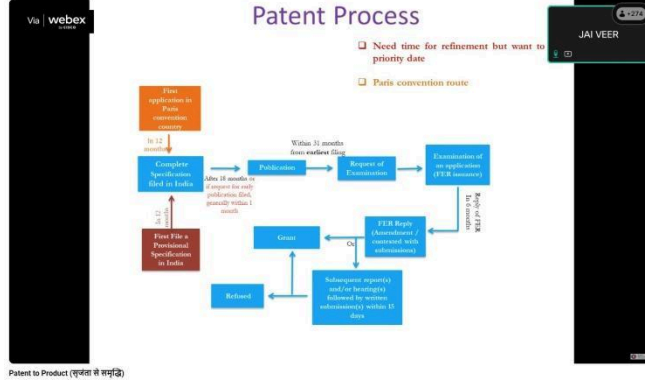 Via webex
by CISCO
Patent Process
+274
JAI VEER
Need time for refinement but want to
priority date
Paris convention route
First
application in
Paris
convention
country
In 12
months
Within 31 months
from earliest filing
Complete
Specification
filed in India
After 18 months or
if request for early
publication filed,
generally within 1
month
Publication
Request of
Examination
Examination of
an application
(FER issuance)
In 12
months
Reply of FER
In 6 months
First File a
Provisional
Specification
in India
Grant
Or
FER Reply
(Amendment /
contested with
submissions)
Refused
Subsequent report(s)
and/or hearing(s)
followed by written
submission(s) within 15
days
Patent to Product (सृजंता से समृद्धि)